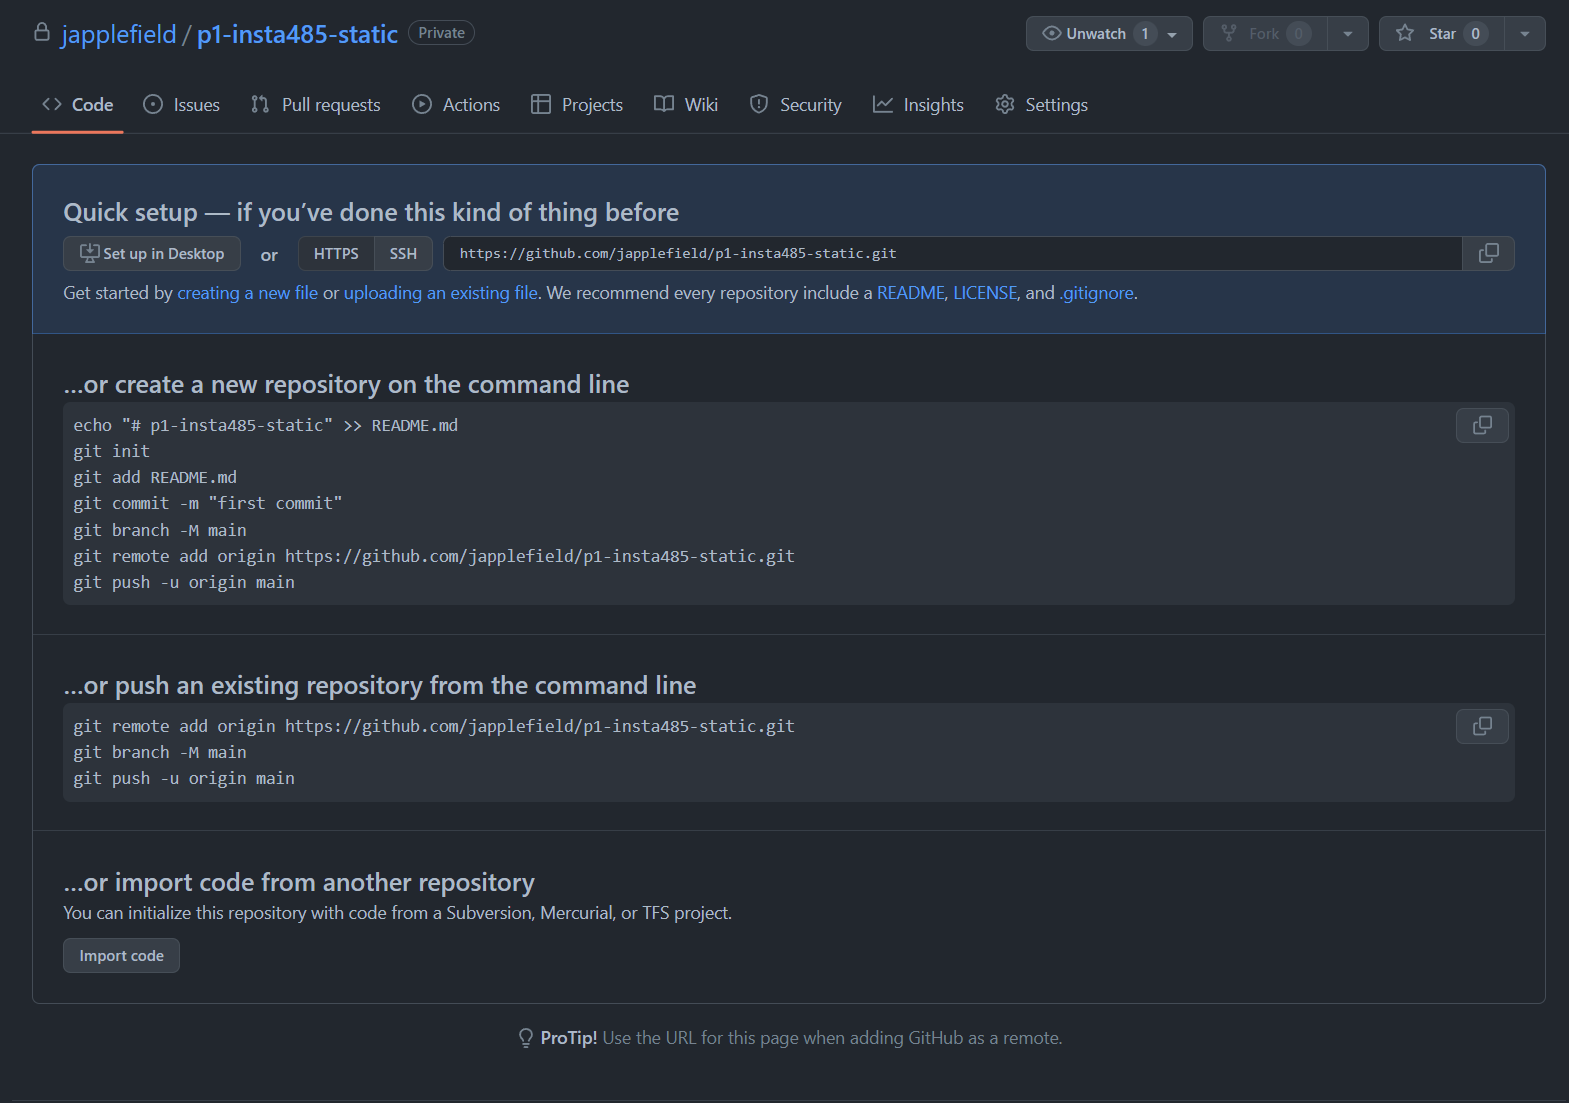 japplefield / p1-insta485-static Private
Unwatch 1
Fork 0
Star 0
Code Issues Pull requests Actions Projects Wiki Security Insights Settings
Quick setup — if you’ve done this kind of thing before
Set up in Desktop or HTTPS SSH https://github.com/japplefield/p1-insta485-static.git
Get started by creating a new file or uploading an existing file. We recommend every repository include a README, LICENSE, and .gitignore.
…or create a new repository on the command line
echo "# p1-insta485-static" >> README.md
git init
git add README.md
git commit -m "first commit"
git branch -M main
git remote add origin https://github.com/japplefield/p1-insta485-static.git
git push -u origin main
…or push an existing repository from the command line
git remote add origin https://github.com/japplefield/p1-insta485-static.git
git branch -M main
git push -u origin main
…or import code from another repository
You can initialize this repository with code from a Subversion, Mercurial, or TFS project.
Import code
ProTip! Use the URL for this page when adding GitHub as a remote.